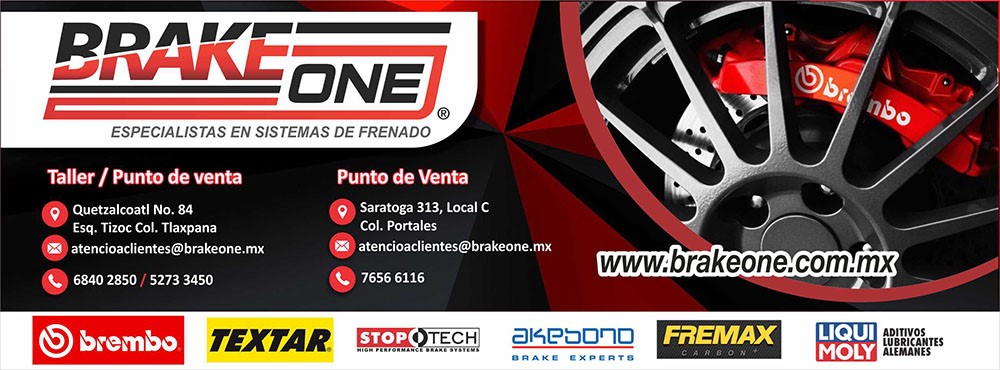 BRAKE
ONE
®
ESPECIALISTAS EN SISTEMAS DE FRENADO
Taller / Punto de venta
Quetzalcoatl No. 84
Esq. Tizoc Col. Tlaxpana
atencioaclientes@brakeone.mx
6840 2850 / 5273 3450
Punto de Venta
Saratoga 313, Local C
Col. Portales
atencioaclientes@brakeone.mx
7656 6116
brembo
www.brakeone.com.mx
brembo
TEXTAR
STOPTECH
HIGH PERFORMANCE BRAKE SYSTEMS
akebono
BRAKE EXPERTS
FREMAX
CARBON+
LIQUI
MOLY
ADITIVOS
LUBRICANTES
ALEMANES